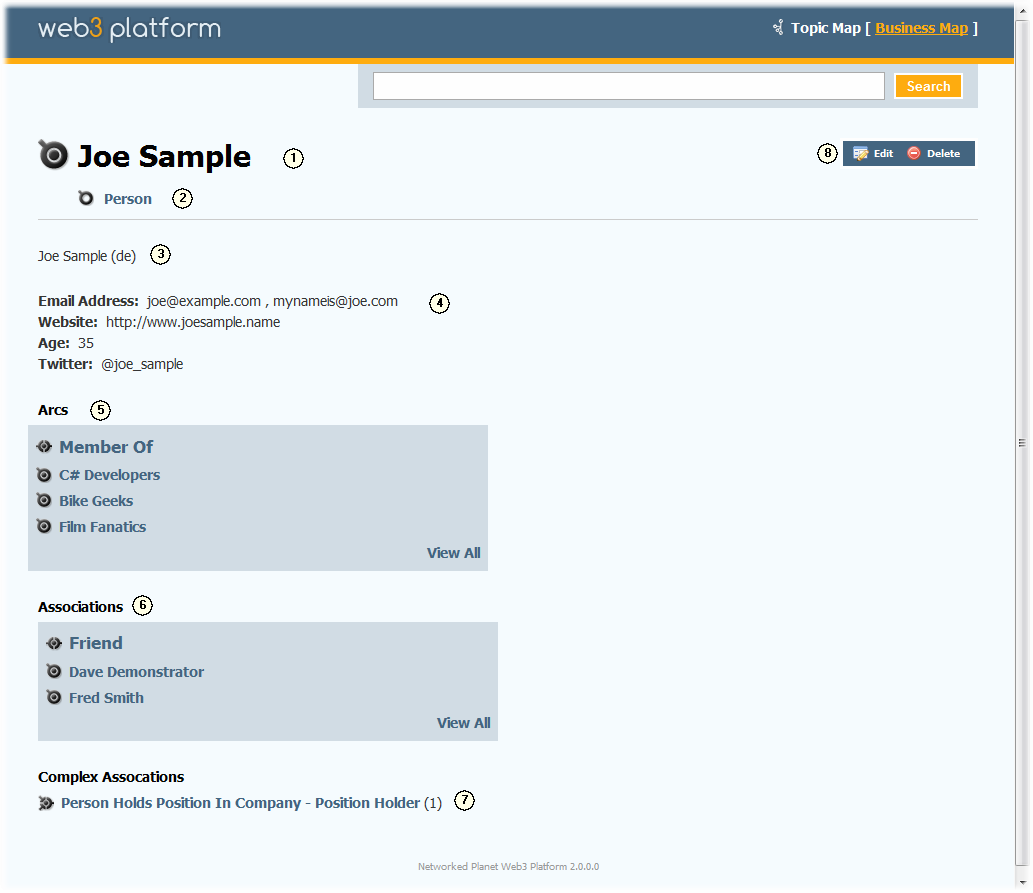 web3 platform
Topic Map [ Business Map ]
Search
Joe Sample 1
8 Edit Delete
Person 2
Joe Sample (de) 3
Email Address: joe@example.com , mynameis@joe.com 4
Website: http://www.joesample.name
Age: 35
Twitter: @joe_sample
Arcs 5
Member Of
C# Developers
Bike Geeks
Film Fanatics
View All
Associations 6
Friend
Dave Demonstrator
Fred Smith
View All
Complex Assocations
Person Holds Position In Company - Position Holder (1) 7
Networked Planet Web3 Platform 2.0.0.0